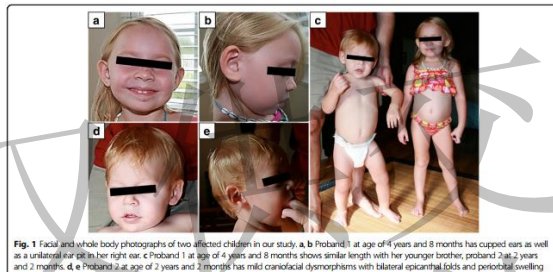 a
b
c
d
e
Fig. 1 Facial and whole body photographs of two affected children in our study. a, b Proband 1 at age of 4 years and 8 months has cupped ears as well
as a unilateral ear pit in her right ear. c Proband 1 at age of 4 years and 8 months shows similar length with her younger brother, proband 2 at 2 years
and 2 months. d, e Proband 2 at age of 2 years and 2 months has mild craniofacial dysmorphisms with bilateral epicanthal folds and periorbital swelling